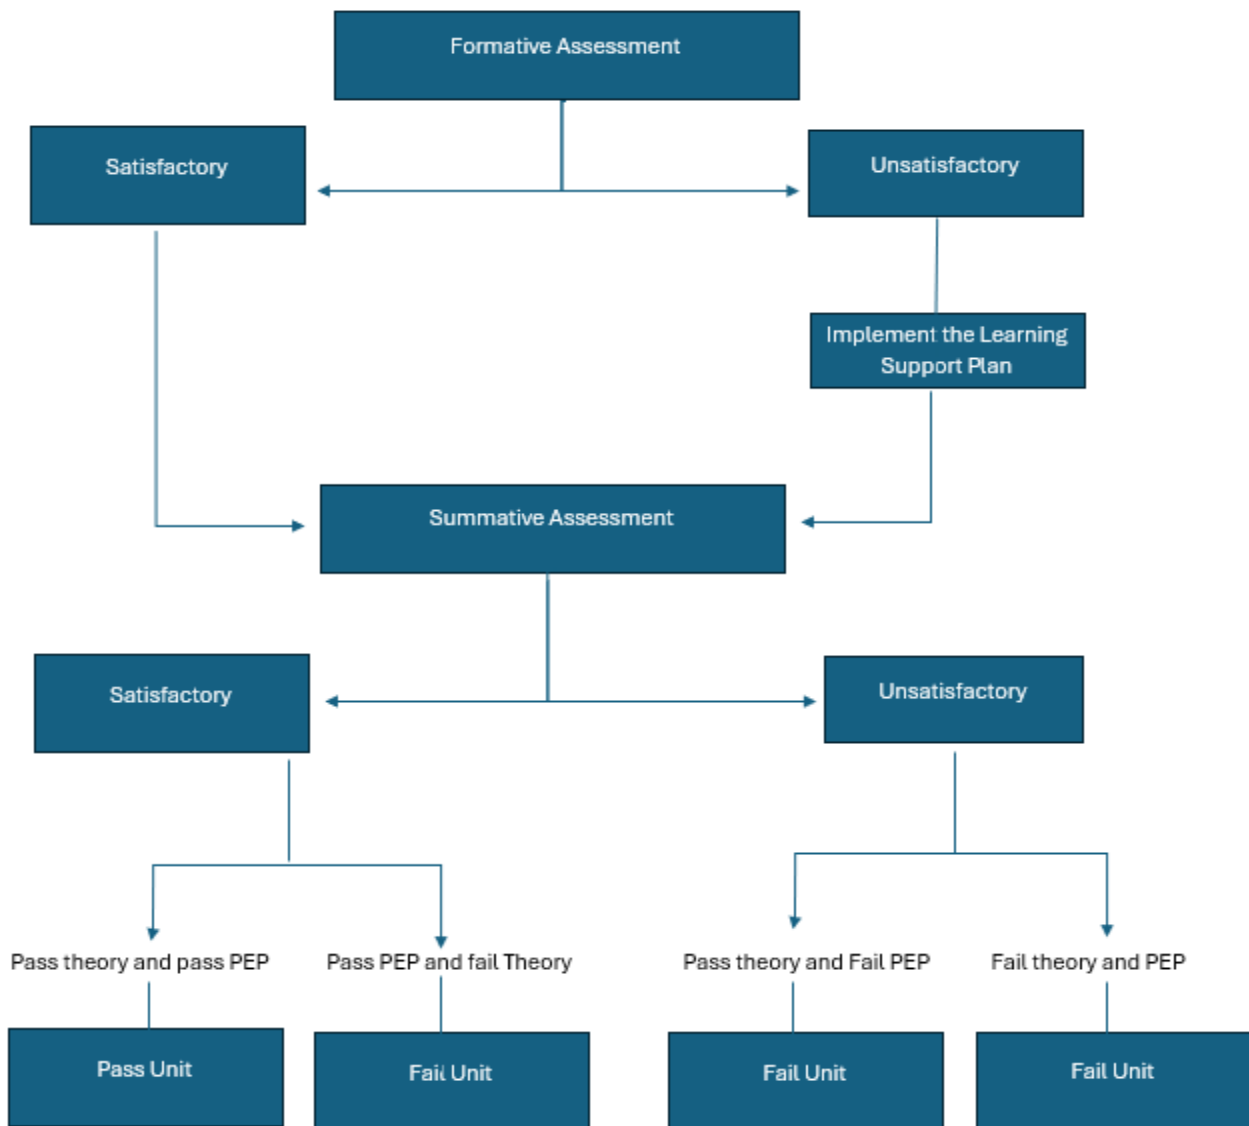 Formative Assessment
Satisfactory
Unsatisfactory
Implement the Learning
Support Plan
Summative Assessment
Satisfactory
Unsatisfactory
Pass theory and pass PEP
Pass PEP and fail Theory
Pass theory and Fail PEP
Fail theory and PEP
Pass Unit
Fail Unit
Fail Unit
Fail Unit